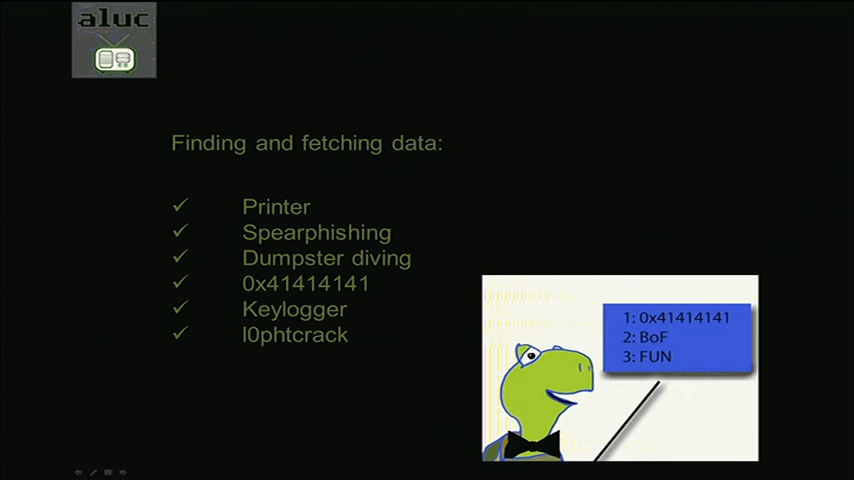 aluc
Finding and fetching data:
✓ Printer
✓ Spearphishing
✓ Dumpster diving
✓ 0x41414141
✓ Keylogger
✓ l0phtcrack
1: 0x41414141
2: BoF
3: FUN